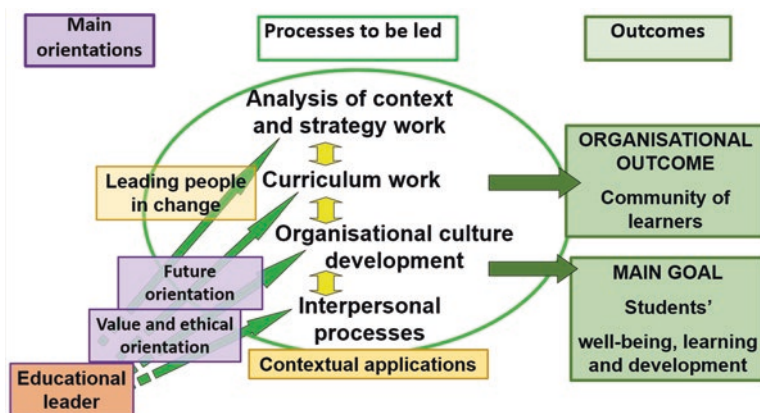 Main
orientations
Processes to be led
Outcomes
Analysis of context
and strategy work
Leading people
in change
Curriculum work
Organisational culture
development
Future
orientation
Value and ethical
orientation
Interpersonal
processes
Educational
leader
Contextual applications
ORGANISATIONAL
OUTCOME
Community of
learners
MAIN GOAL
Students’
well-being, learning
and development